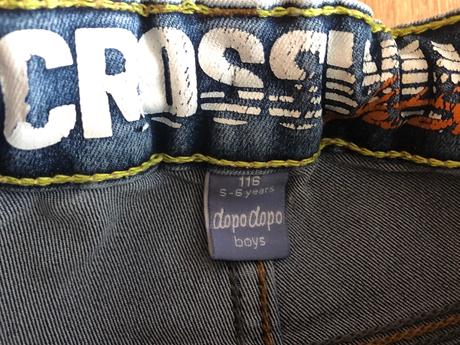 CROSS
116
5-6 years
dopodopo
boys